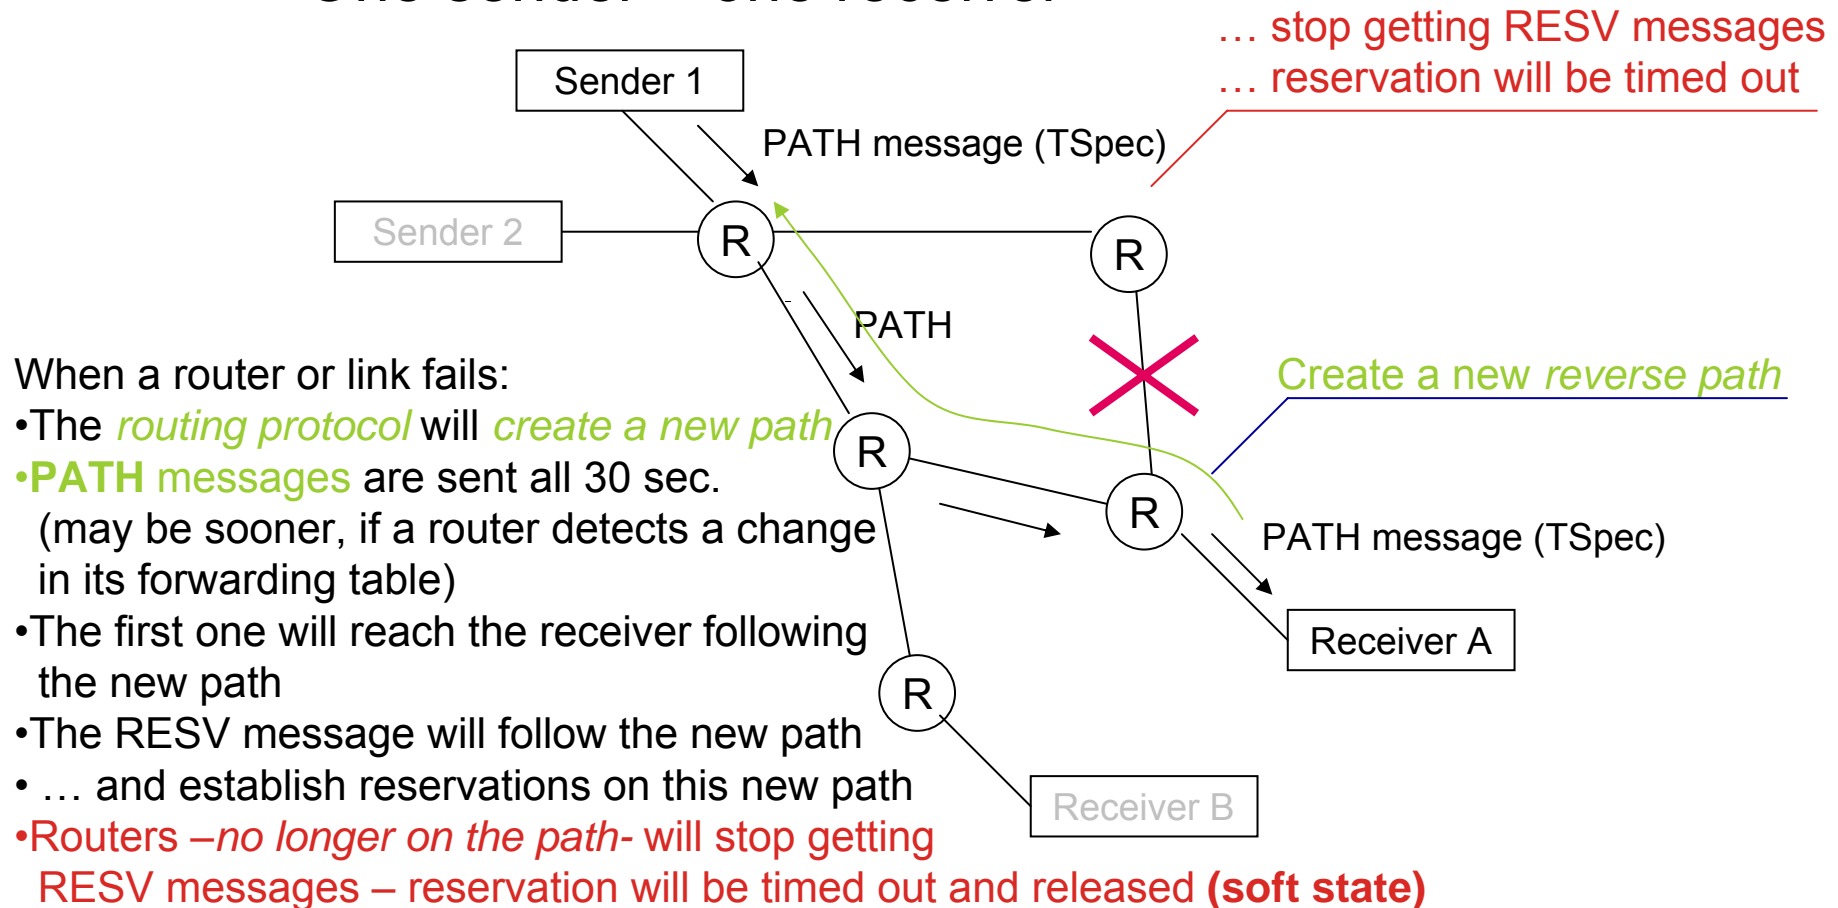 One sender – one receiver
… stop getting RESV messages
… reservation will be timed out
Sender 1
PATH message (TSpec)
Sender 2
R
R
PATH
When a router or link fails:
•The routing protocol will create a new path
Create a new reverse path
R
•PATH messages are sent all 30 sec.
(may be sooner, if a router detects a change
in its forwarding table)
R
PATH message (TSpec)
•The first one will reach the receiver following
the new path
Receiver A
R
•The RESV message will follow the new path
• … and establish reservations on this new path
Receiver B
•Routers –no longer on the path- will stop getting
RESV messages – reservation will be timed out and released (soft state)